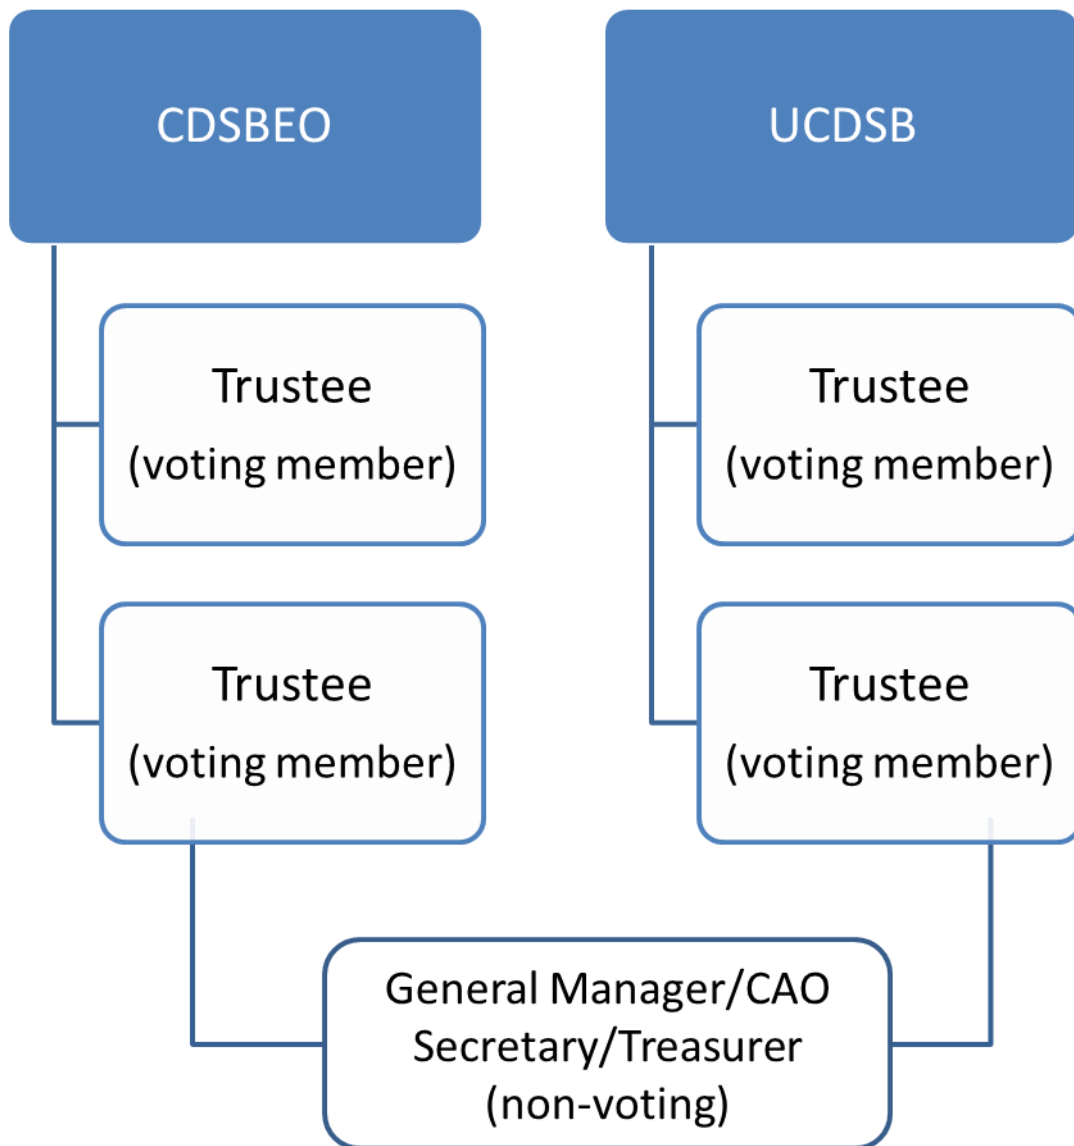 CDSBEO
UCDSB
Trustee
(voting member)
Trustee
(voting member)
Trustee
(voting member)
Trustee
(voting member)
General Manager/CAO
Secretary/Treasurer
(non-voting)